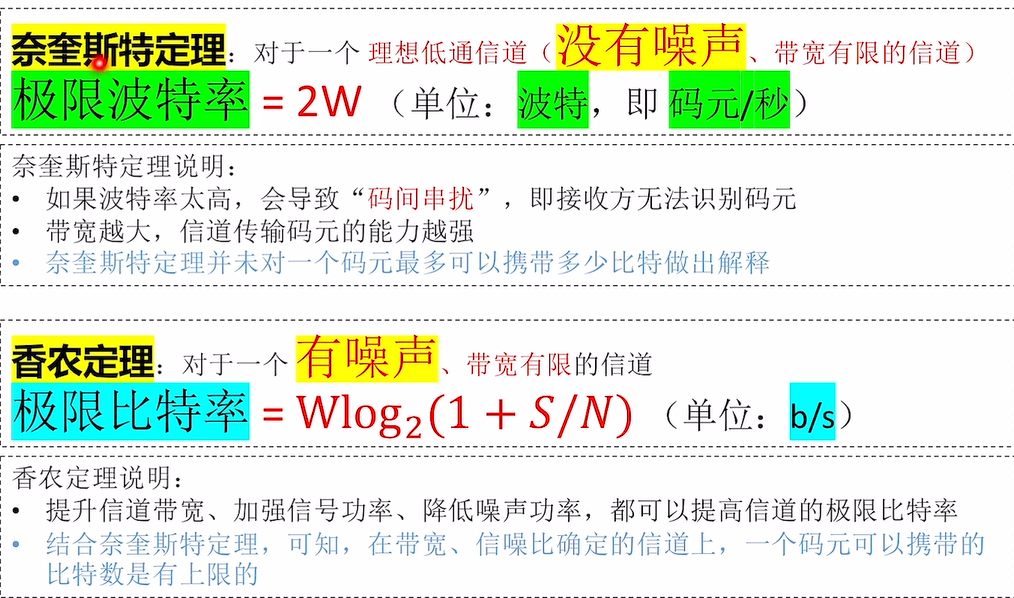 奈奎斯特定理：对于一个 理想低通信道（没有噪声、带宽有限的信道）
极限波特率 = 2W （单位：波特，即 码元/秒）
奈奎斯特定理说明：
• 如果波特率太高，会导致“码间串扰”，即接收方无法识别码元
• 带宽越大，信道传输码元的能力越强
• 奈奎斯特定理并未对一个码元最多可以携带多少比特做出解释
香农定理：对于一个 有噪声、带宽有限的信道
极限比特率 = Wlog₂(1 + S/N) （单位：b/s）
香农定理说明：
• 提升信道带宽、加强信号功率、降低噪声功率，都可以提高信道的极限比特率
• 结合奈奎斯特定理，可知，在带宽、信噪比确定的信道上，一个码元可以携带的
比特数是有上限的